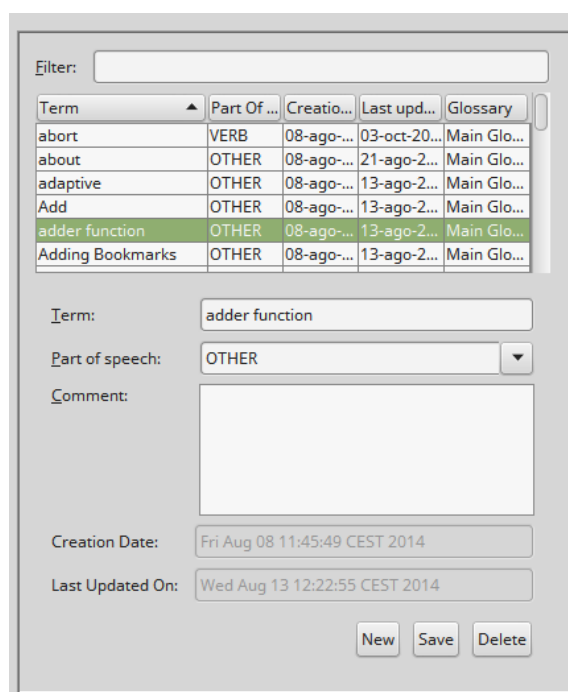 Filter:
Term Part Of ... Creatio... Last upd... Glossary
abort VERB 08-ago-... 03-oct-20... Main Glo...
about OTHER 08-ago-... 21-ago-2... Main Glo...
adaptive OTHER 08-ago-... 13-ago-2... Main Glo...
Add OTHER 08-ago-... 13-ago-2... Main Glo...
adder function OTHER 08-ago-... 13-ago-2... Main Glo...
Adding Bookmarks OTHER 08-ago-... 13-ago-2... Main Glo...
Term: adder function
Part of speech: OTHER
Comment:
Creation Date: Fri Aug 08 11:45:49 CEST 2014
Last Updated On: Wed Aug 13 12:22:55 CEST 2014
New Save Delete